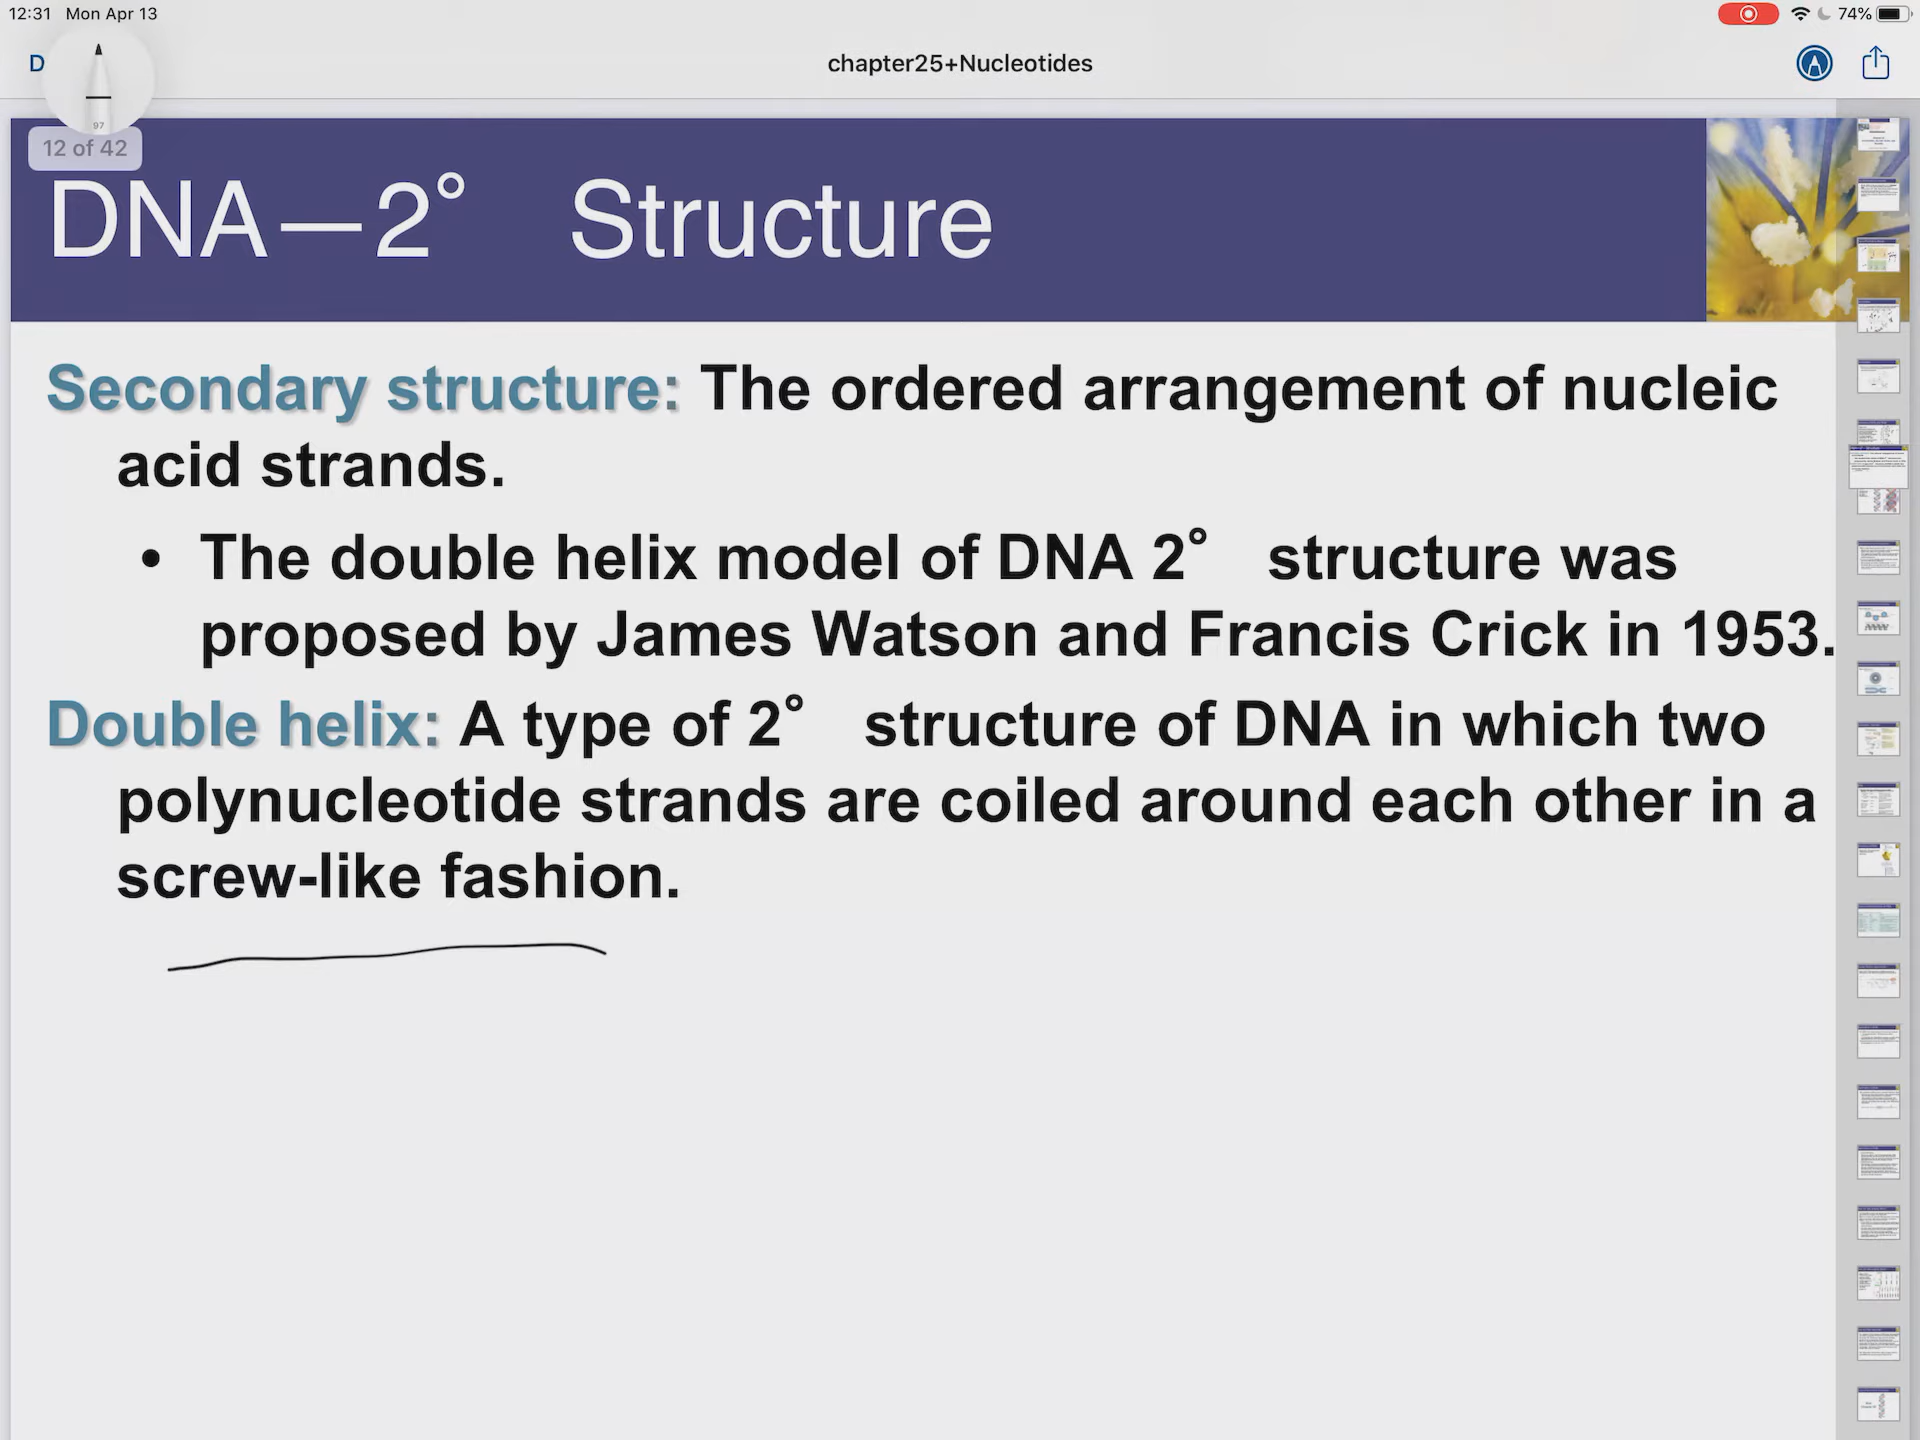 12:31 Mon Apr 13
74%
D
chapter25+Nucleotides
97
12 of 42
DNA—2° Structure
Secondary structure: The ordered arrangement of nucleic
acid strands.
• The double helix model of DNA 2° structure was
proposed by James Watson and Francis Crick in 1953.
Double helix: A type of 2° structure of DNA in which two
polynucleotide strands are coiled around each other in a
screw-like fashion.